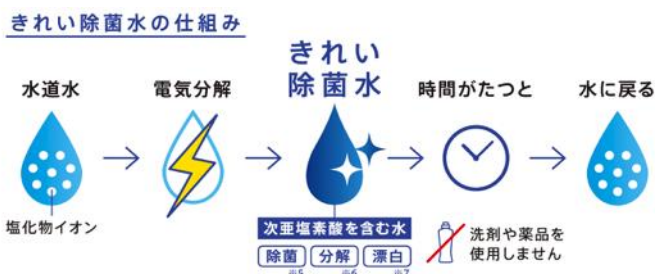 きれい除菌水の仕組み
水道水
電気分解
きれい
除菌水
時間がたつと
水に戻る
塩化物イオン
次亜塩素酸を含む水
除菌 分解 漂白
※5 ※6 ※7
洗剤や薬品を
使用しません